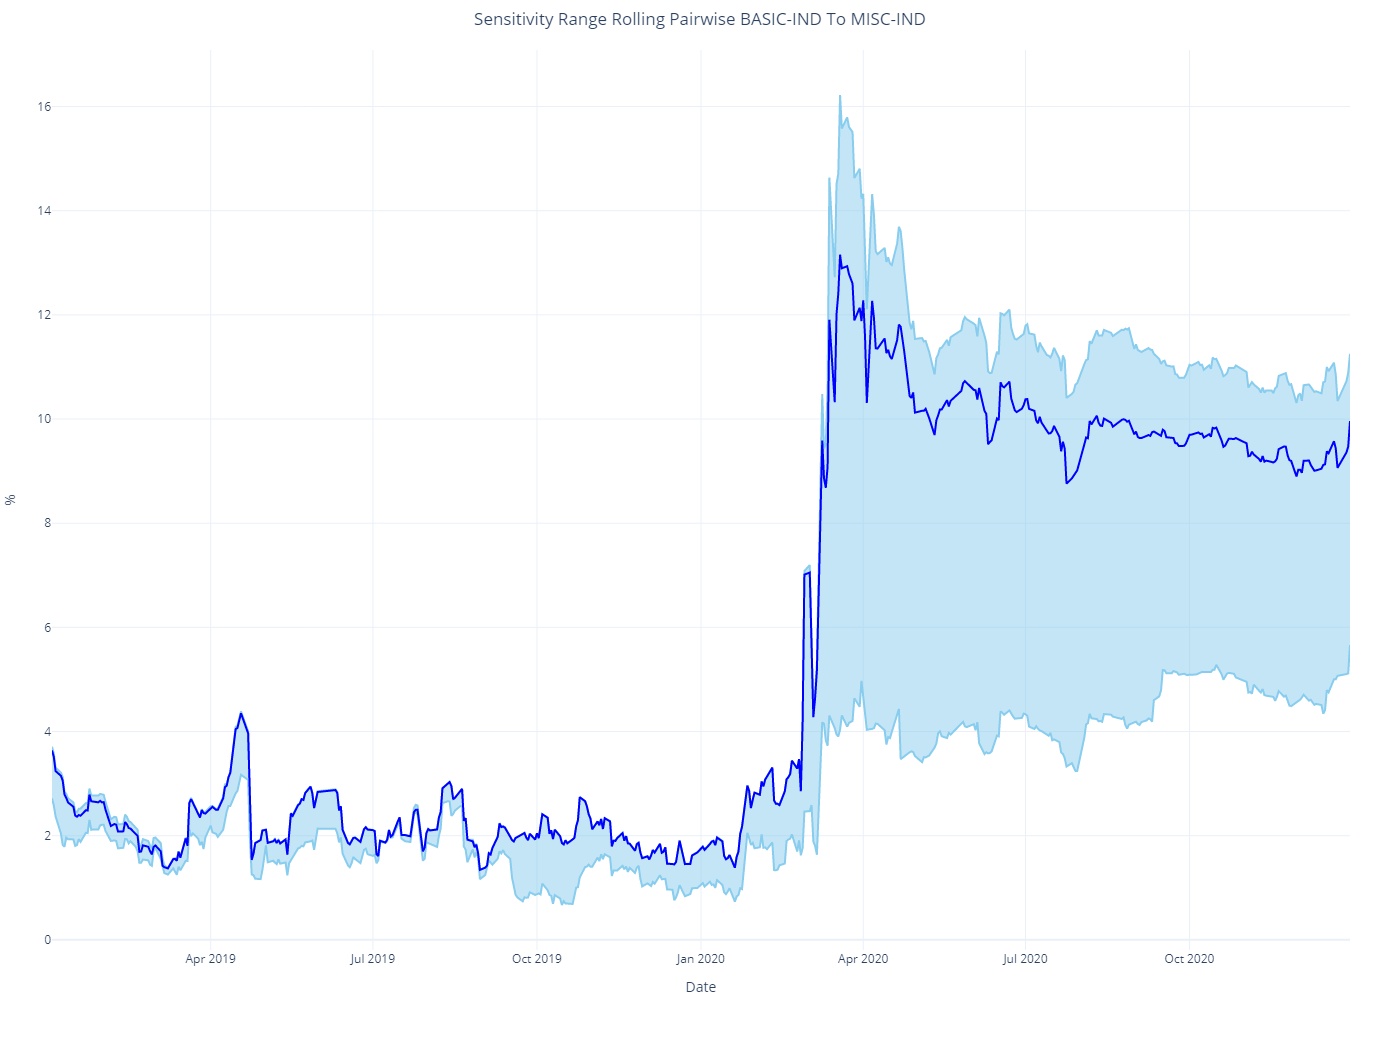 Sensitivity Range Rolling Pairwise BASIC-IND To MISC-IND
16
14
12
10
8
6
4
2
0
%
Apr 2019
Jul 2019
Oct 2019
Jan 2020
Apr 2020
Jul 2020
Oct 2020
Date